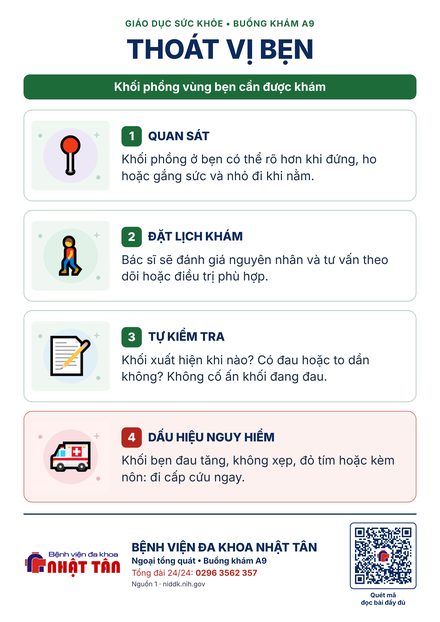 GIÁO DỤC SỨC KHỎE • BUỒNG KHÁM A9
THOÁT VỊ BẸN
Khối phồng vùng bẹn cần được khám
1 QUAN SÁT
Khối phồng ở bẹn có thể rõ hơn khi đứng, ho
hoặc gắng sức và nhỏ đi khi nằm.
2 ĐẶT LỊCH KHÁM
Bác sĩ sẽ đánh giá nguyên nhân và tư vấn theo
dõi hoặc điều trị phù hợp.
3 TỰ KIỂM TRA
Khối xuất hiện khi nào? Có đau hoặc to dần
không? Không cố ấn khối đang đau.
4 DẤU HIỆU NGUY HIỂM
Khối bẹn đau tăng, không xẹp, đỏ tím hoặc kèm
nôn: đi cấp cứu ngay.
Bệnh viện đa khoa
NHẬT TÂN
BỆNH VIỆN ĐA KHOA NHẬT TÂN
Ngoại tổng quát • Buồng khám A9
Tổng đài 24/24: 0296 3562 357
Nguồn 1 · niddk.nih.gov
Quét mã
đọc bài đầy đủ